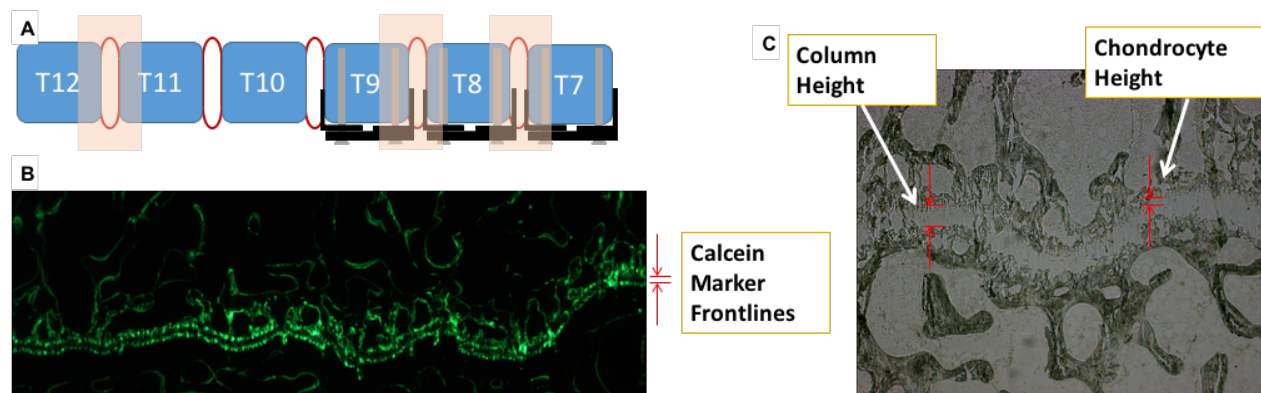 A
T12 T11 T10 T9 T8 T7
B
Calcein
Marker
Frontlines
C
Column
Height
Chondrocyte
Height